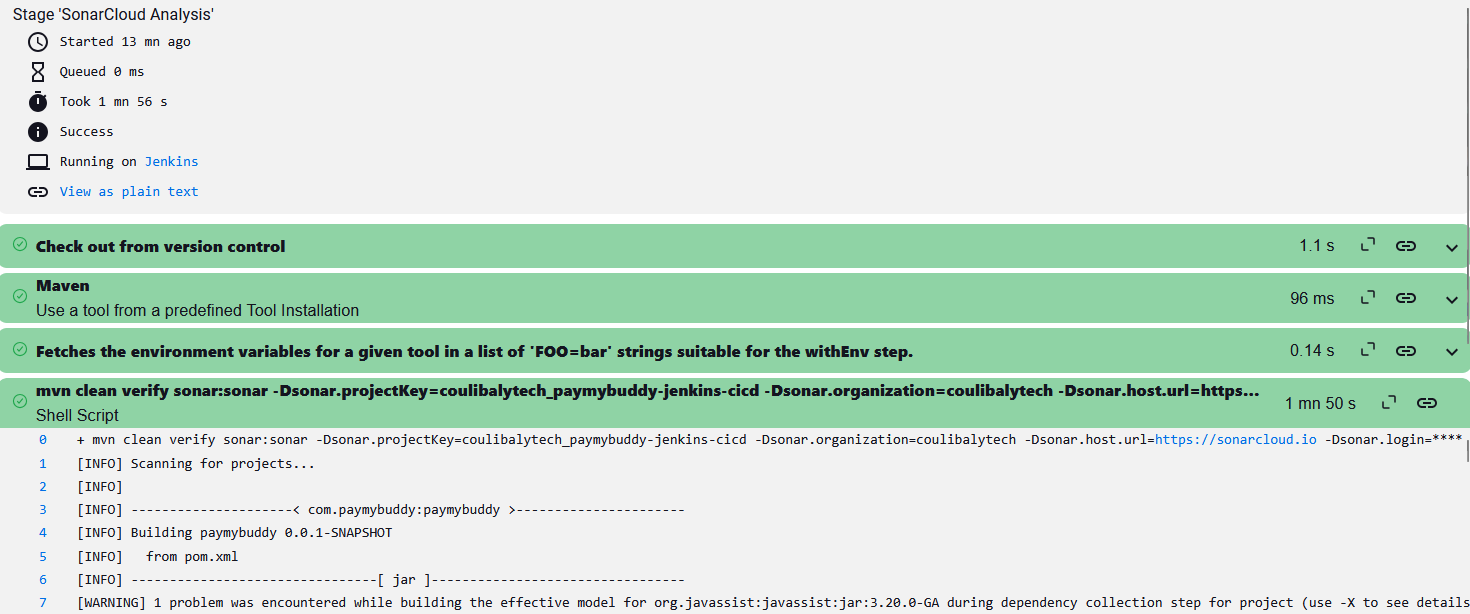 Stage 'SonarCloud Analysis'
Started 13 mn ago
Queued 0 ms
Took 1 mn 56 s
Success
Running on Jenkins
View as plain text
Check out from version control 1.1 s
Maven
Use a tool from a predefined Tool Installation 96 ms
Fetches the environment variables for a given tool in a list of 'FOO=bar' strings suitable for the withEnv step. 0.14 s
mvn clean verify sonar:sonar -Dsonar.projectKey=coulibalytech_paymybuddy-jenkins-cicd -Dsonar.organization=coulibalytech -Dsonar.host.url=https...
Shell Script 1 mn 50 s
0 + mvn clean verify sonar:sonar -Dsonar.projectKey=coulibalytech_paymybuddy-jenkins-cicd -Dsonar.organization=coulibalytech -Dsonar.host.url=https://sonarcloud.io -Dsonar.login=****
1 [INFO] Scanning for projects...
2 [INFO]
3 [INFO] ---------------------< com.paymybuddy:paymybuddy >----------------------
4 [INFO] Building paymybuddy 0.0.1-SNAPSHOT
5 [INFO]   from pom.xml
6 [INFO] --------------------------------[ jar ]---------------------------------
7 [WARNING] 1 problem was encountered while building the effective model for org.javassist:javassist:jar:3.20.0-GA during dependency collection step for project (use -X to see details